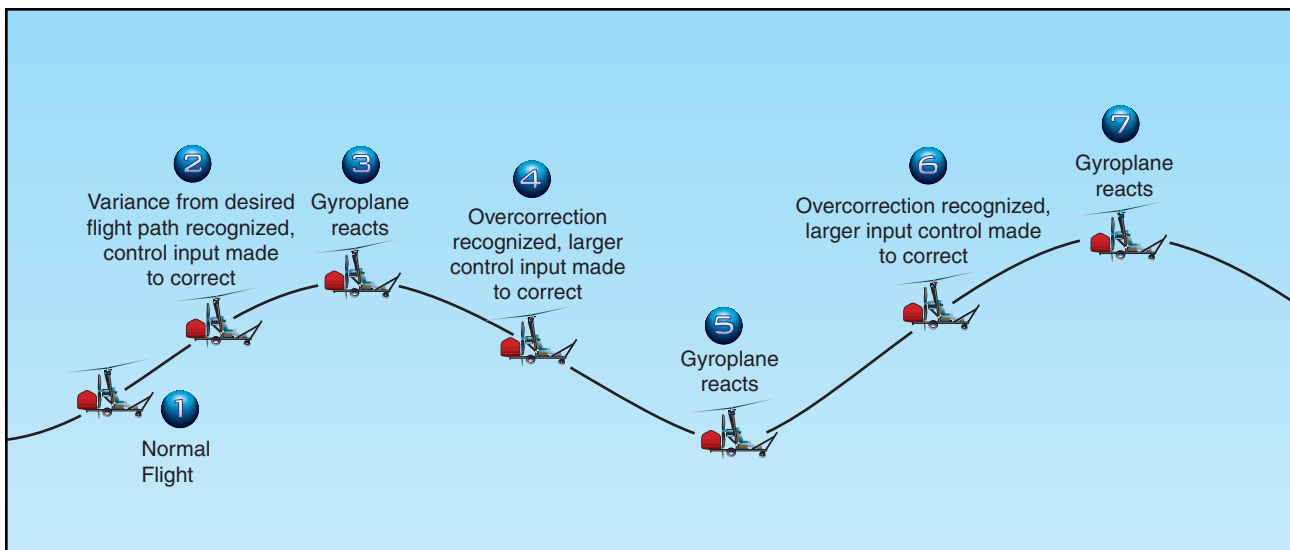 1
Normal
Flight
2
Variance from desired
flight path recognized,
control input made
to correct
3
Gyroplane
reacts
4
Overcorrection
recognized, larger
control input made
to correct
5
Gyroplane
reacts
6
Overcorrection recognized,
larger input control made
to correct
7
Gyroplane
reacts